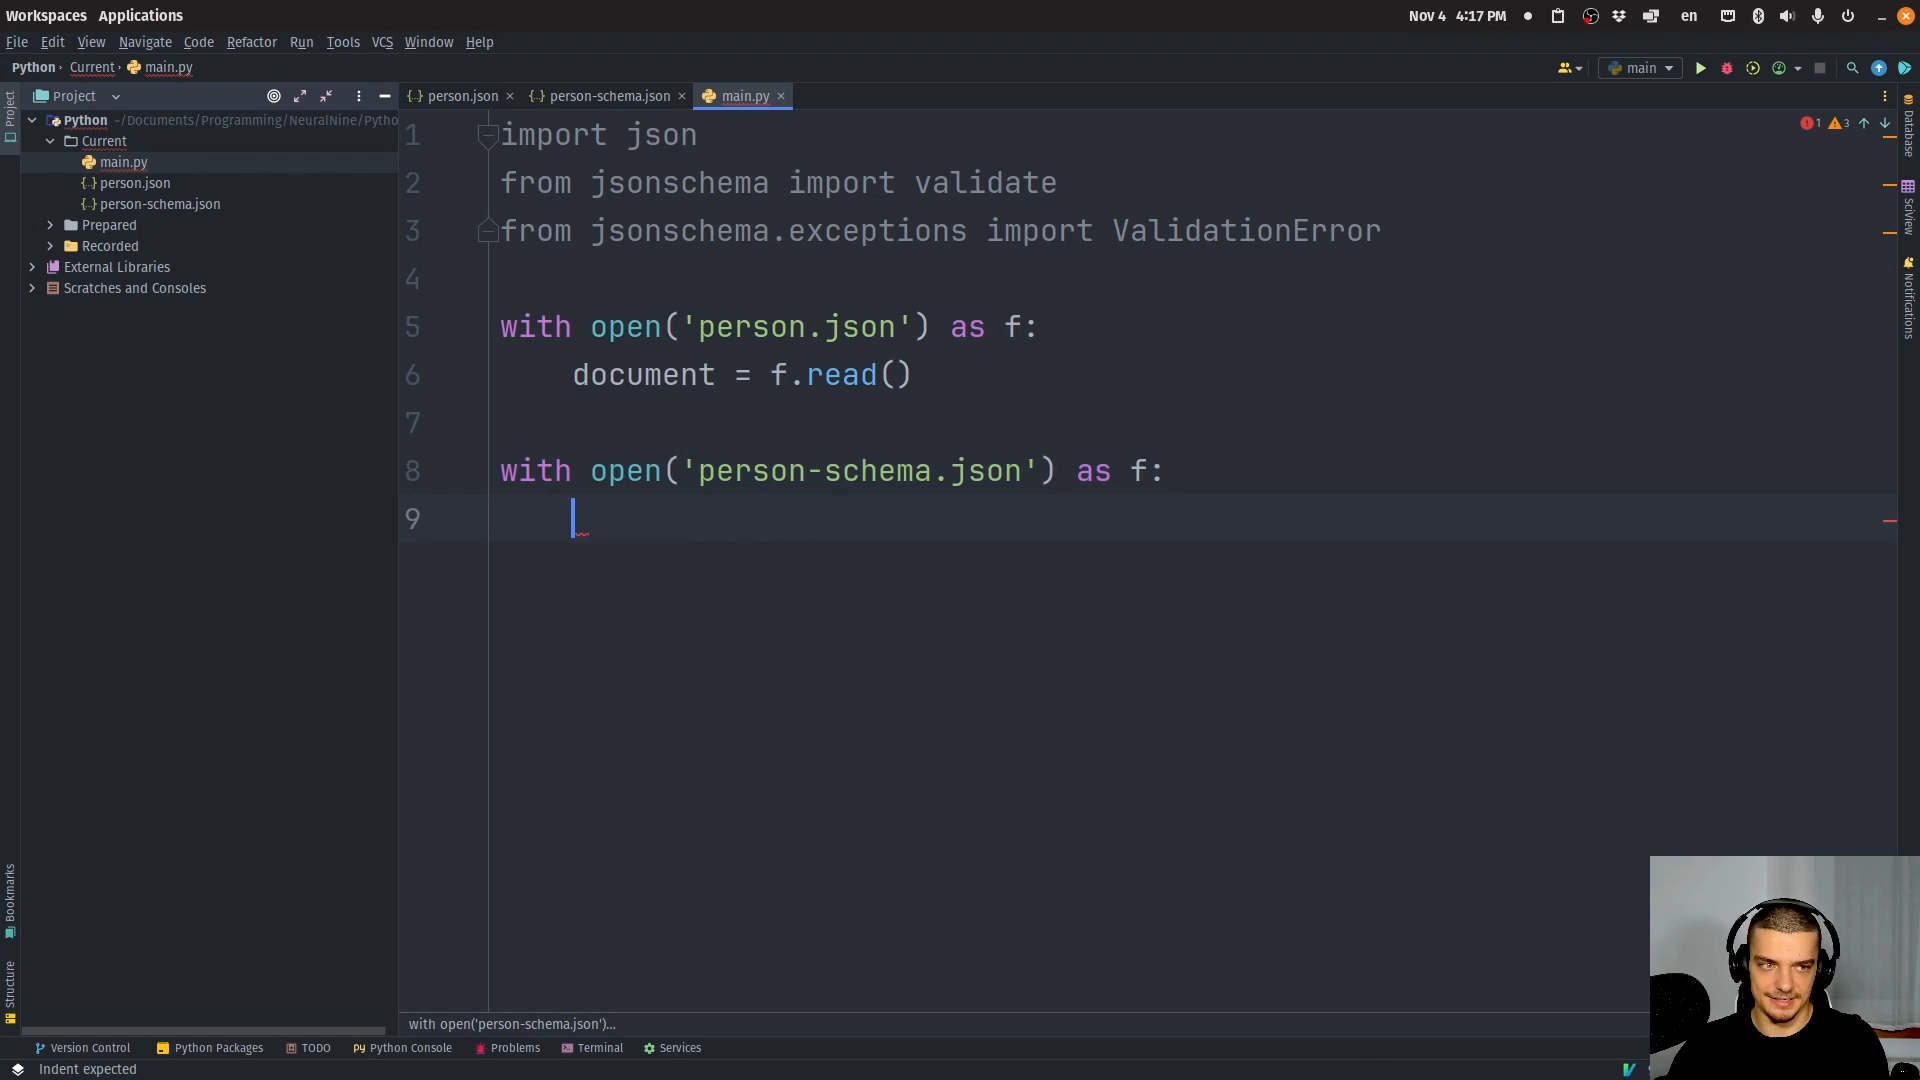 Workspaces Applications
Nov 4 4:17 PM
en
File Edit View Navigate Code Refactor Run Tools VCS Window Help
Python Current main.py
main
Project
Project
person.json
person-schema.json
main.py
Python ~/Documents/Programming/NeuralNine/Pytho
Current
main.py
person.json
person-schema.json
Prepared
Recorded
External Libraries
Scratches and Consoles
1 import json
2 from jsonschema import validate
3 from jsonschema.exceptions import ValidationError
4
5 with open('person.json') as f:
6 document = f.read()
7
8 with open('person-schema.json') as f:
9
1 3
Database
SciView
Notifications
Bookmarks
Structure
with open('person-schema.json')...
Version Control Python Packages TODO Python Console Problems Terminal Services
Indent expected